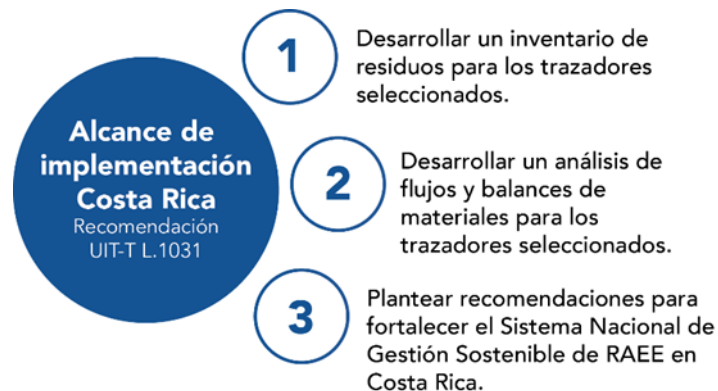 Alcance de
implementación
Costa Rica
Recomendación
UIT-T L.1031
1
Desarrollar un inventario de
residuos para los trazadores
seleccionados.
2
Desarrollar un análisis de
flujos y balances de
materiales para los
trazadores seleccionados.
3
Plantear recomendaciones para
fortalecer el Sistema Nacional de
Gestión Sostenible de RAEE en
Costa Rica.